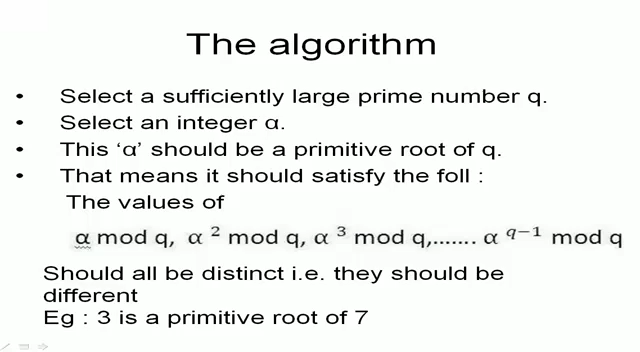 The algorithm
• Select a sufficiently large prime number q.
• Select an integer α.
• This ‘α’ should be a primitive root of q.
• That means it should satisfy the foll :
The values of
α mod q, α ² mod q, α ³ mod q,....... α ^q−1 mod q
Should all be distinct i.e. they should be
different
Eg : 3 is a primitive root of 7